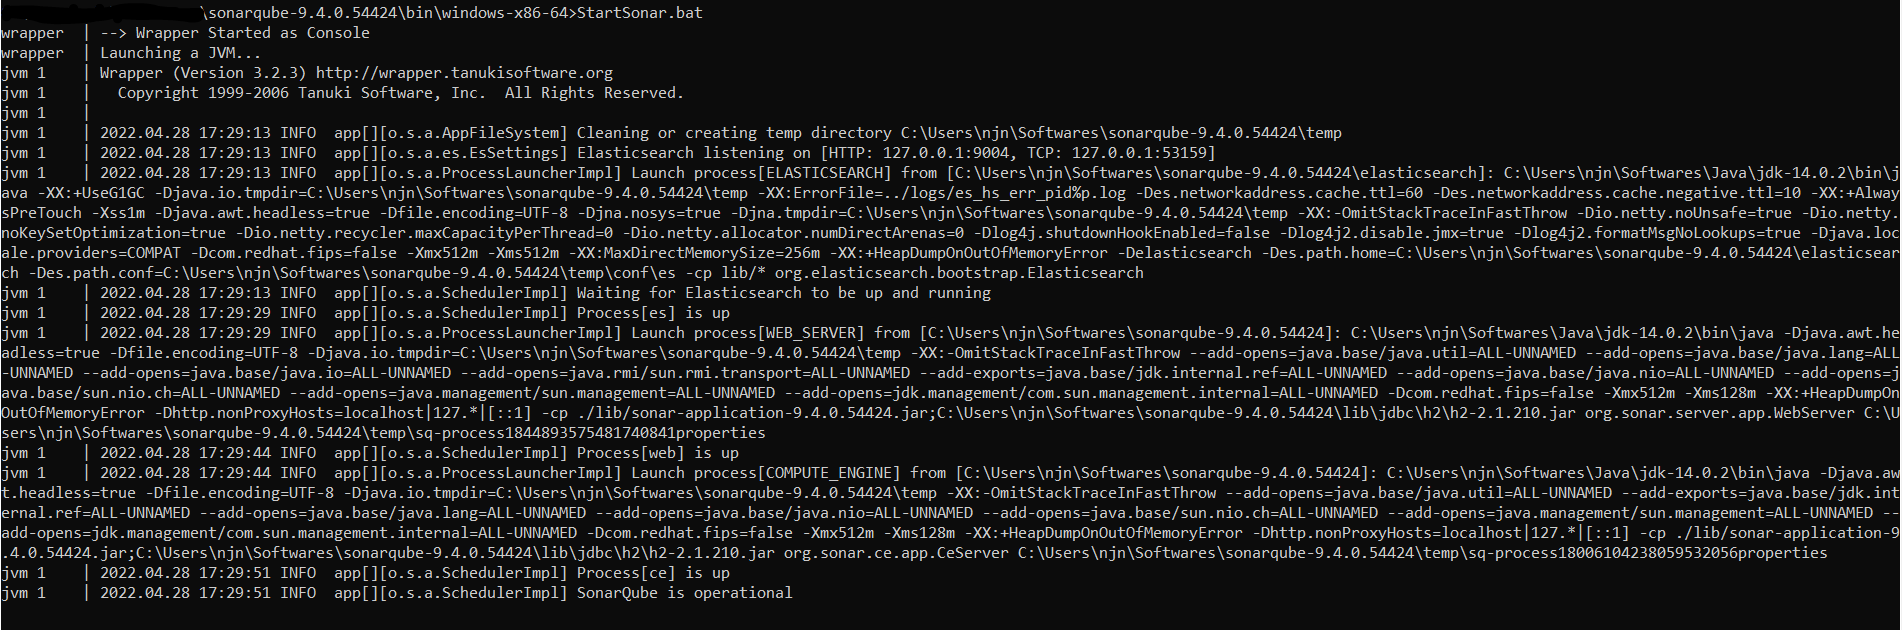 \sonarqube-9.4.0.54424\bin\windows-x86-64>StartSonar.bat
wrapper  | --> Wrapper Started as Console
wrapper  | Launching a JVM...
jvm 1    | Wrapper (Version 3.2.3) http://wrapper.tanukisoftware.org
jvm 1    |   Copyright 1999-2006 Tanuki Software, Inc.  All Rights Reserved.
jvm 1    |
jvm 1    | 2022.04.28 17:29:13 INFO  app[][o.s.a.AppFileSystem] Cleaning or creating temp directory C:\Users\njn\Softwares\sonarqube-9.4.0.54424\temp
jvm 1    | 2022.04.28 17:29:13 INFO  app[][o.s.a.es.EsSettings] Elasticsearch listening on [HTTP: 127.0.0.1:9004, TCP: 127.0.0.1:53159]
jvm 1    | 2022.04.28 17:29:13 INFO  app[][o.s.a.ProcessLauncherImpl] Launch process[ELASTICSEARCH] from [C:\Users\njn\Softwares\sonarqube-9.4.0.54424\elasticsearch]: C:\Users\njn\Softwares\Java\jdk-14.0.2\bin\j
ava -XX:+UseG1GC -Djava.io.tmpdir=C:\Users\njn\Softwares\sonarqube-9.4.0.54424\temp -XX:ErrorFile=../logs/es_hs_err_pid%p.log -Des.networkaddress.cache.ttl=60 -Des.networkaddress.cache.negative.ttl=10 -XX:+Alway
sPreTouch -Xss1m -Djava.awt.headless=true -Dfile.encoding=UTF-8 -Djna.nosys=true -Djna.tmpdir=C:\Users\njn\Softwares\sonarqube-9.4.0.54424\temp -XX:-OmitStackTraceInFastThrow -Dio.netty.noUnsafe=true -Dio.netty.
noKeySetOptimization=true -Dio.netty.recycler.maxCapacityPerThread=0 -Dio.netty.allocator.numDirectArenas=0 -Dlog4j.shutdownHookEnabled=false -Dlog4j2.disable.jmx=true -Dlog4j2.formatMsgNoLookups=true -Djava.loc
ale.providers=COMPAT -Dcom.redhat.fips=false -Xmx512m -Xms512m -XX:MaxDirectMemorySize=256m -XX:+HeapDumpOnOutOfMemoryError -Delasticsearch -Des.path.home=C:\Users\njn\Softwares\sonarqube-9.4.0.54424\elasticsear
ch -Des.path.conf=C:\Users\njn\Softwares\sonarqube-9.4.0.54424\temp\conf\es -cp lib/* org.elasticsearch.bootstrap.Elasticsearch
jvm 1    | 2022.04.28 17:29:13 INFO  app[][o.s.a.SchedulerImpl] Waiting for Elasticsearch to be up and running
jvm 1    | 2022.04.28 17:29:29 INFO  app[][o.s.a.SchedulerImpl] Process[es] is up
jvm 1    | 2022.04.28 17:29:29 INFO  app[][o.s.a.ProcessLauncherImpl] Launch process[WEB_SERVER] from [C:\Users\njn\Softwares\sonarqube-9.4.0.54424]: C:\Users\njn\Softwares\Java\jdk-14.0.2\bin\java -Djava.awt.he
adless=true -Dfile.encoding=UTF-8 -Djava.io.tmpdir=C:\Users\njn\Softwares\sonarqube-9.4.0.54424\temp -XX:-OmitStackTraceInFastThrow --add-opens=java.base/java.util=ALL-UNNAMED --add-opens=java.base/java.lang=ALL
-UNNAMED --add-opens=java.base/java.io=ALL-UNNAMED --add-opens=java.rmi/sun.rmi.transport=ALL-UNNAMED --add-exports=java.base/jdk.internal.ref=ALL-UNNAMED --add-opens=java.base/java.nio=ALL-UNNAMED --add-opens=j
ava.base/sun.nio.ch=ALL-UNNAMED --add-opens=java.management/sun.management=ALL-UNNAMED --add-opens=jdk.management/com.sun.management.internal=ALL-UNNAMED -Dcom.redhat.fips=false -Xmx512m -Xms128m -XX:+HeapDumpOn
OutOfMemoryError -Dhttp.nonProxyHosts=localhost|127.*|[::1] -cp ./lib/sonar-application-9.4.0.54424.jar;C:\Users\njn\Softwares\sonarqube-9.4.0.54424\lib\jdbc\h2\h2-2.1.210.jar org.sonar.server.app.WebServer C:\U
sers\njn\Softwares\sonarqube-9.4.0.54424\temp\sq-process1844893575481740841properties
jvm 1    | 2022.04.28 17:29:44 INFO  app[][o.s.a.SchedulerImpl] Process[web] is up
jvm 1    | 2022.04.28 17:29:44 INFO  app[][o.s.a.ProcessLauncherImpl] Launch process[COMPUTE_ENGINE] from [C:\Users\njn\Softwares\sonarqube-9.4.0.54424]: C:\Users\njn\Softwares\Java\jdk-14.0.2\bin\java -Djava.aw
t.headless=true -Dfile.encoding=UTF-8 -Djava.io.tmpdir=C:\Users\njn\Softwares\sonarqube-9.4.0.54424\temp -XX:-OmitStackTraceInFastThrow --add-opens=java.base/java.util=ALL-UNNAMED --add-exports=java.base/jdk.int
ernal.ref=ALL-UNNAMED --add-opens=java.base/java.lang=ALL-UNNAMED --add-opens=java.base/java.nio=ALL-UNNAMED --add-opens=java.base/sun.nio.ch=ALL-UNNAMED --add-opens=java.management/sun.management=ALL-UNNAMED --
add-opens=jdk.management/com.sun.management.internal=ALL-UNNAMED -Dcom.redhat.fips=false -Xmx512m -Xms128m -XX:+HeapDumpOnOutOfMemoryError -Dhttp.nonProxyHosts=localhost|127.*|[::1] -cp ./lib/sonar-application-9
.4.0.54424.jar;C:\Users\njn\Softwares\sonarqube-9.4.0.54424\lib\jdbc\h2\h2-2.1.210.jar org.sonar.ce.app.CeServer C:\Users\njn\Softwares\sonarqube-9.4.0.54424\temp\sq-process18006104238059532056properties
jvm 1    | 2022.04.28 17:29:51 INFO  app[][o.s.a.SchedulerImpl] Process[ce] is up
jvm 1    | 2022.04.28 17:29:51 INFO  app[][o.s.a.SchedulerImpl] SonarQube is operational